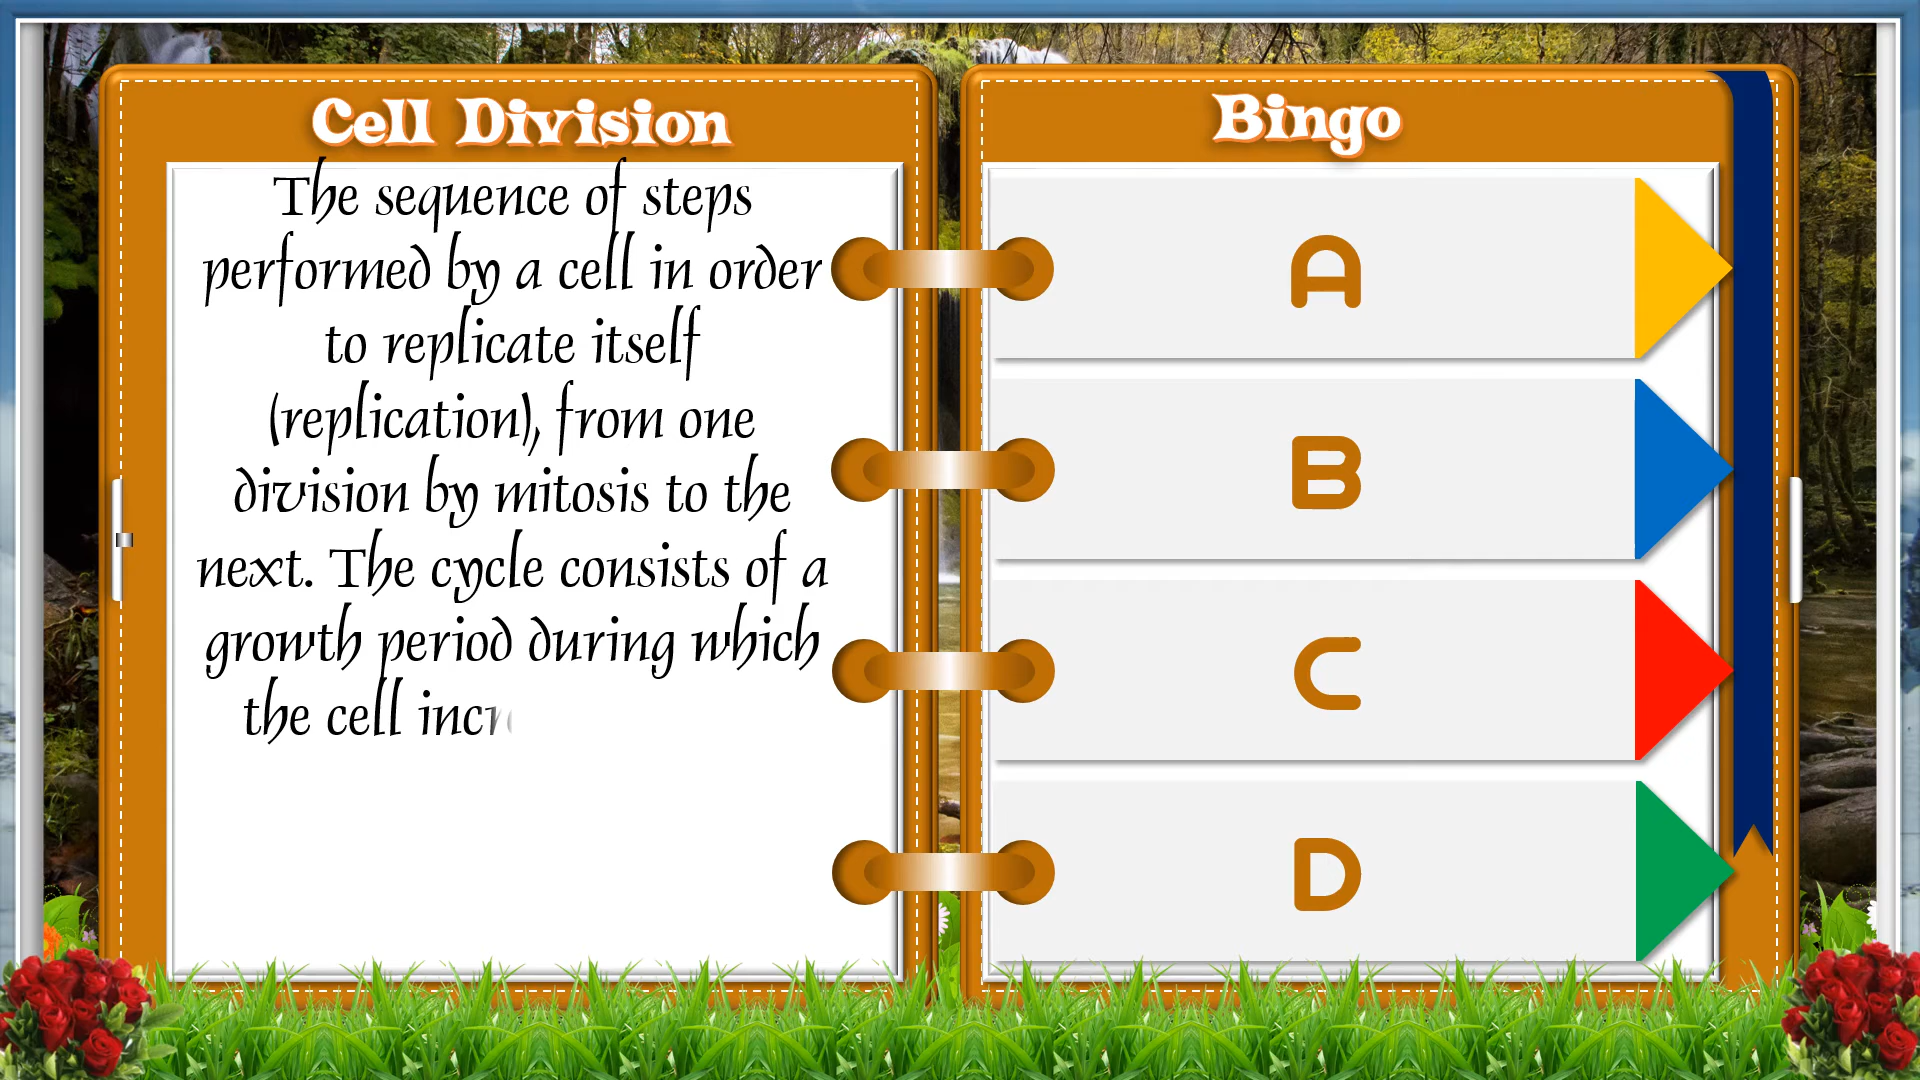 Cell Division
The sequence of steps
performed by a cell in order
to replicate itself
(replication), from one
division by mitosis to the
next. The cycle consists of a
growth period during which
the cell incr
Bingo
A
B
C
D